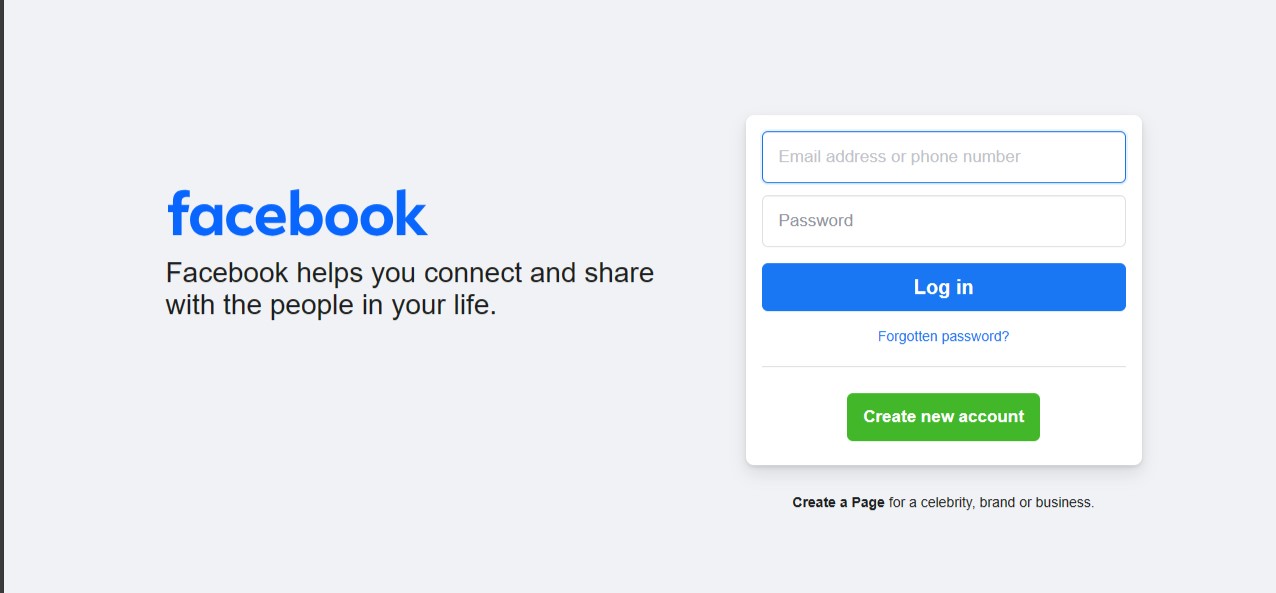 facebook
Facebook helps you connect and share
with the people in your life.
Email address or phone number
Password
Log in
Forgotten password?
Create new account
Create a Page for a celebrity, brand or business.